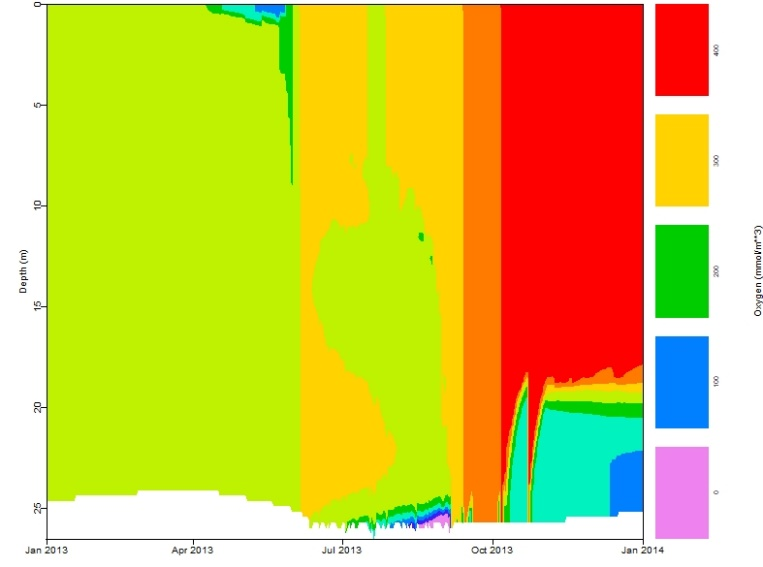 0
5
10
15
20
25
Depth (m)
Jan 2013
Apr 2013
Jul 2013
Oct 2013
Jan 2014
400
300
200
100
0
Oxygen (mmol/m**3)